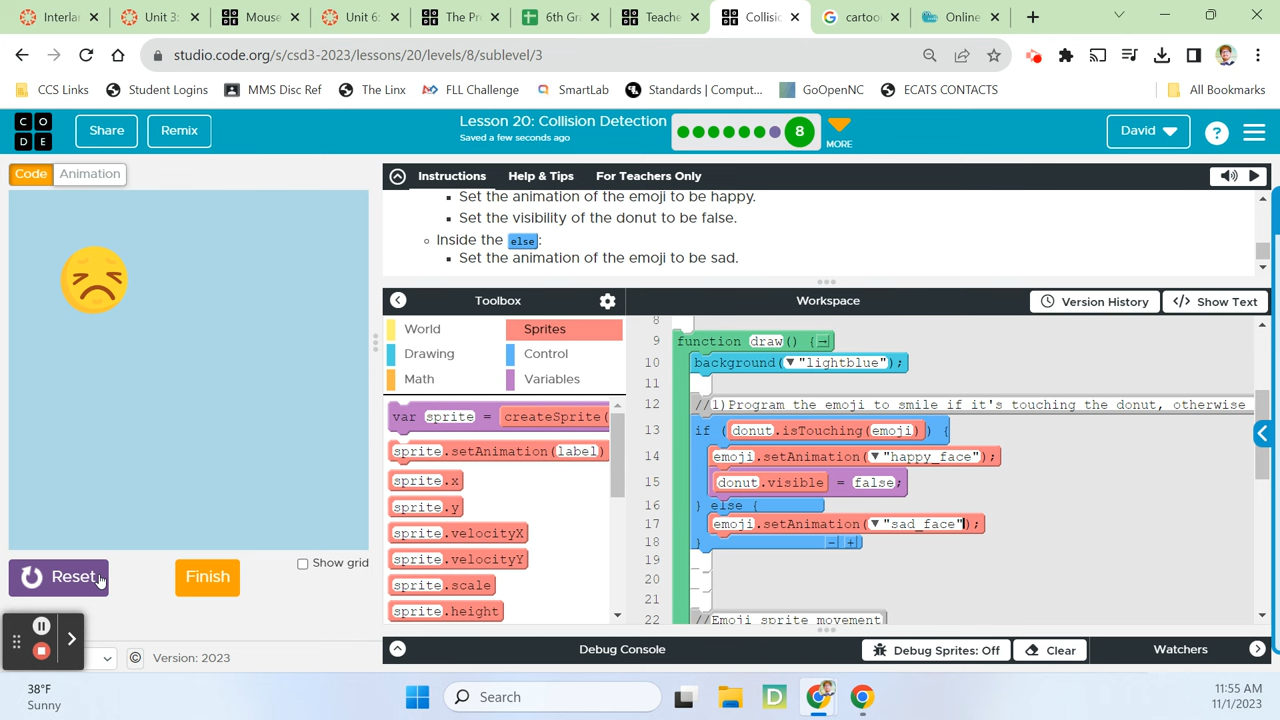 Interlan
Unit 3:
Mouse
Unit 6:
The Pr
6th Gra
Teache
Collisio
cartoo
Online
studio.code.org/s/csd3-2023/lessons/20/levels/8/sublevel/3
CCS Links
Student Logins
MMS Disc Ref
The Linx
FLL Challenge
SmartLab
Standards | Comput...
GoOpenNC
ECATS CONTACTS
All Bookmarks
C O
D E
Share
Remix
Lesson 20: Collision Detection
Saved a few seconds ago
8
MORE
David
?
Code
Animation
Instructions
Help & Tips
For Teachers Only
Set the animation of the emoji to be happy.
Set the visibility of the donut to be false.
Inside the else:
Set the animation of the emoji to be sad.
Toolbox
Workspace
Version History
</> Show Text
World
Sprites
Drawing
Control
Math
Variables
var sprite = createSprite(
sprite.setAnimation(label)
sprite.x
sprite.y
sprite.velocityX
sprite.velocityY
sprite.scale
sprite.height
8
9 function draw() {
10 background("lightblue");
11
12 //1)Program the emoji to smile if it's touching the donut, otherwise
13 if (donut.isTouching(emoji)) {
14 emoji.setAnimation("happy_face");
15 donut.visible = false;
16 } else {
17 emoji.setAnimation("sad_face");
18 }
19
20
21
22 //Emoji sprite movement
Reset
Finish
Show grid
Version: 2023
Debug Console
Debug Sprites: Off
Clear
Watchers
38°F
Sunny
Search
D
11:55 AM
11/1/2023